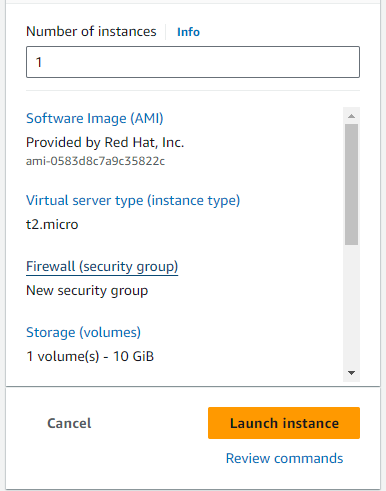 Number of instances Info
1
Software Image (AMI)
Provided by Red Hat, Inc.
ami-0583d8c7a9c35822c
Virtual server type (instance type)
t2.micro
Firewall (security group)
New security group
Storage (volumes)
1 volume(s) - 10 GiB
Cancel Launch instance
Review commands